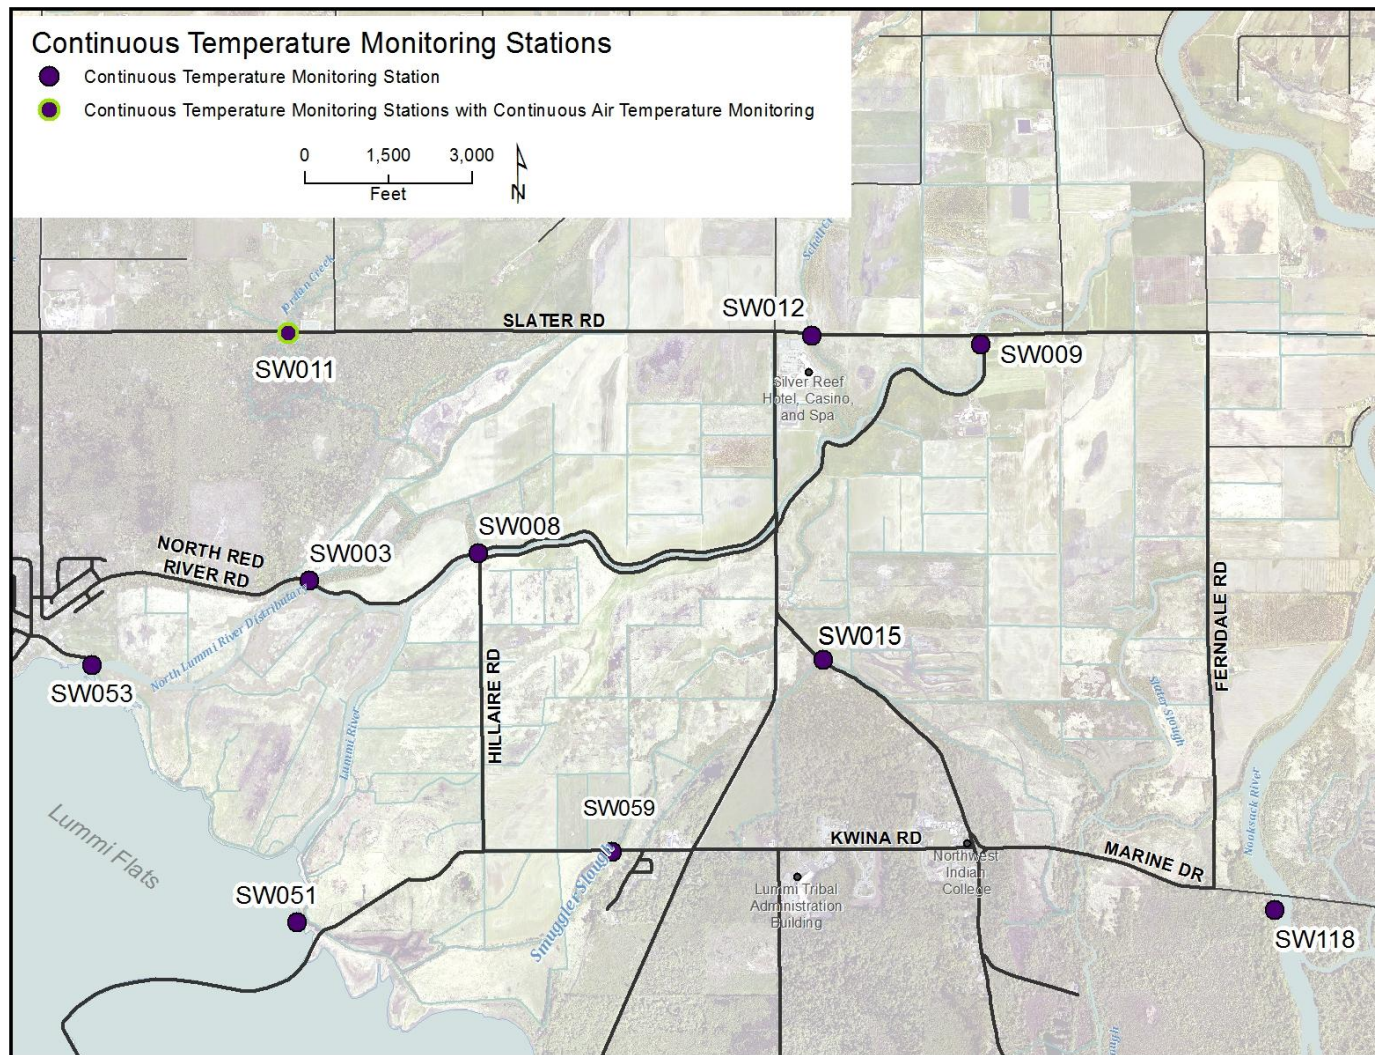 Continuous Temperature Monitoring Stations
Continuous Temperature Monitoring Station
Continuous Temperature Monitoring Stations with Continuous Air Temperature Monitoring
0 1,500 3,000
Feet
N
SW012
SLATER RD
SW011
SW009
Silver Reef
Hotel, Casino,
and Spa
SW008
NORTH RED
RIVER RD
SW003
North Lummi River Distributary
SW053
SW015
FERNDALE RD
HILLAIRE RD
Lummi River
Slater Slough
Lummi Flats
SW059
KWINA RD
Nooksack River
MARINE DR
Northwest
Indian
College
Lummi Tribal
Administration
Building
Smuggler Slough
SW051
SW118